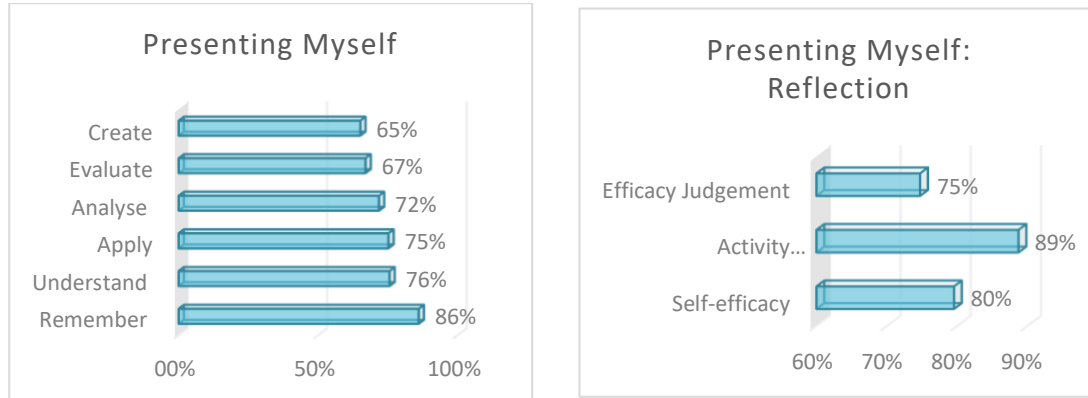 Presenting Myself
Create 65%
Evaluate 67%
Analyse 72%
Apply 75%
Understand 76%
Remember 86%
00% 50% 100%
Presenting Myself:
Reflection
Efficacy Judgement 75%
Activity... 89%
Self-efficacy 80%
60% 70% 80% 90%